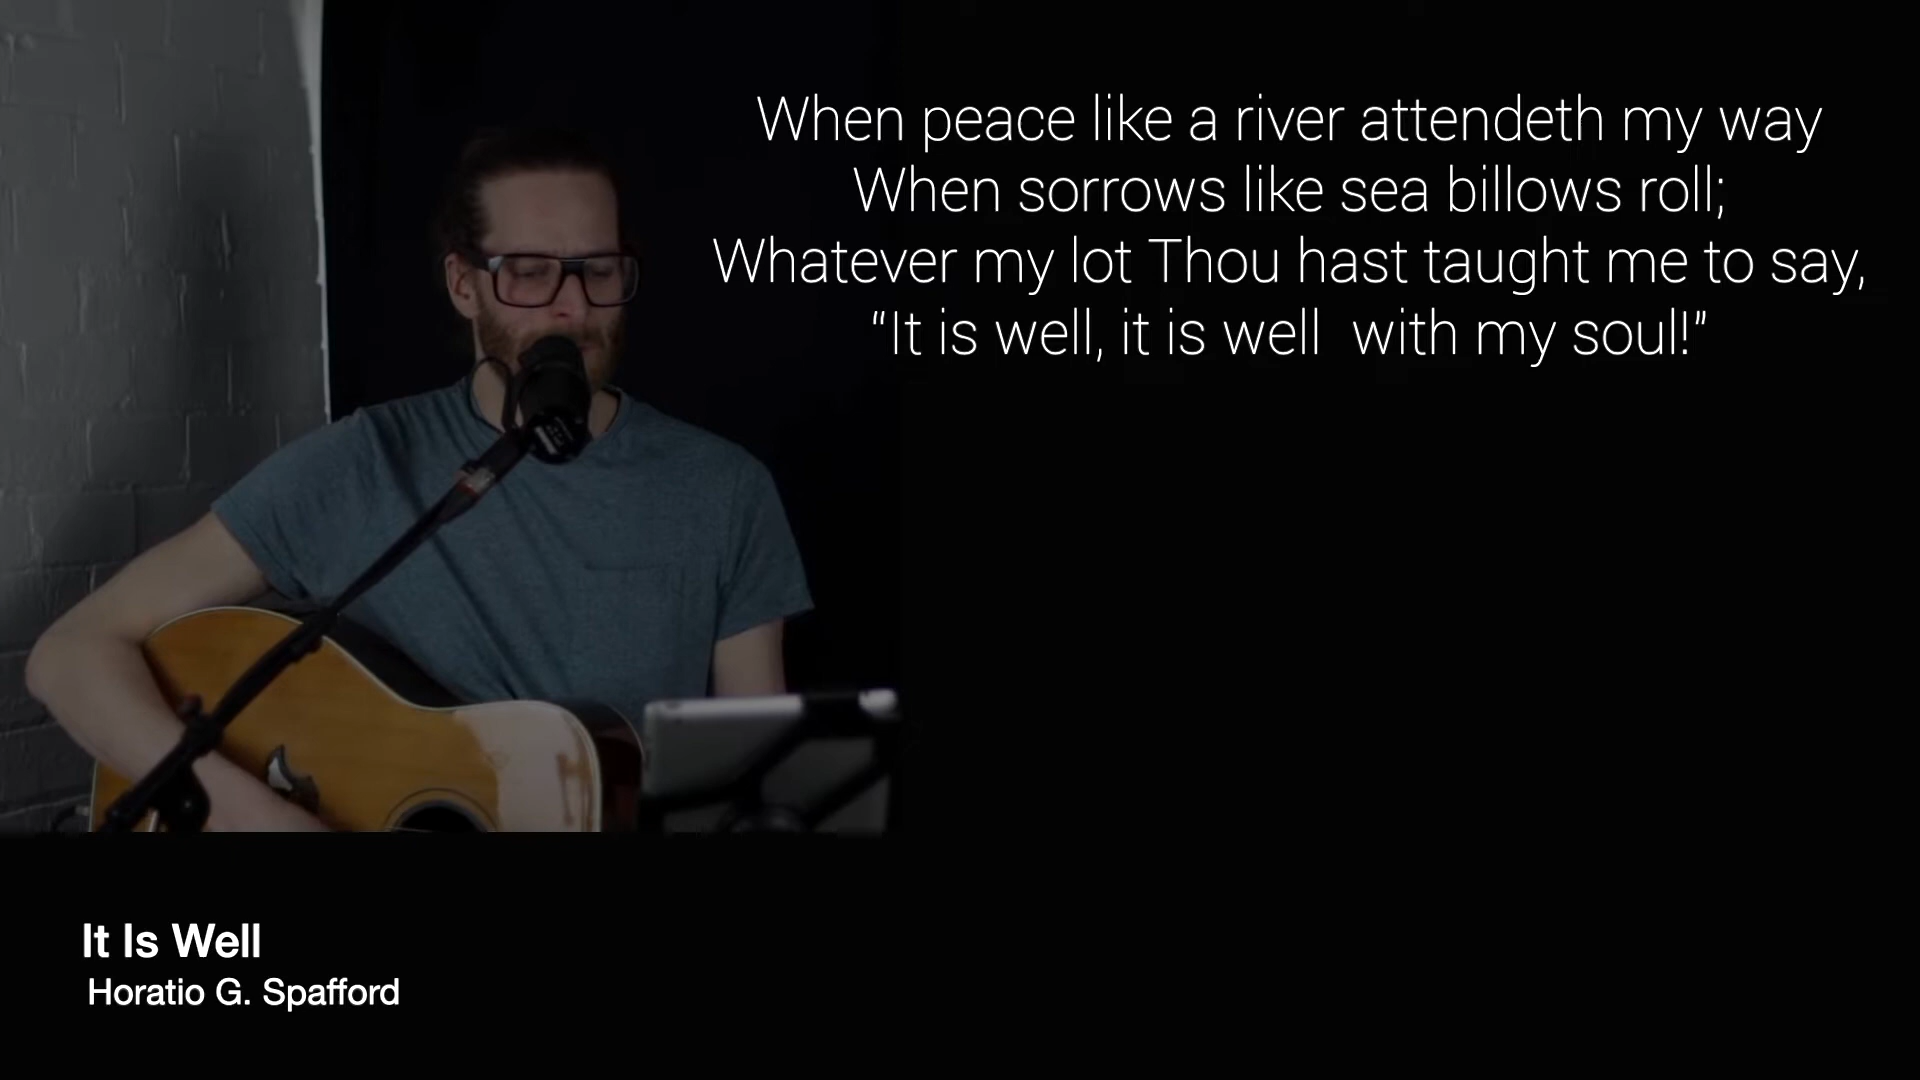 When peace like a river attendeth my way
When sorrows like sea billows roll;
Whatever my lot Thou hast taught me to say,
“It is well, it is well  with my soul!”
It Is Well
Horatio G. Spafford